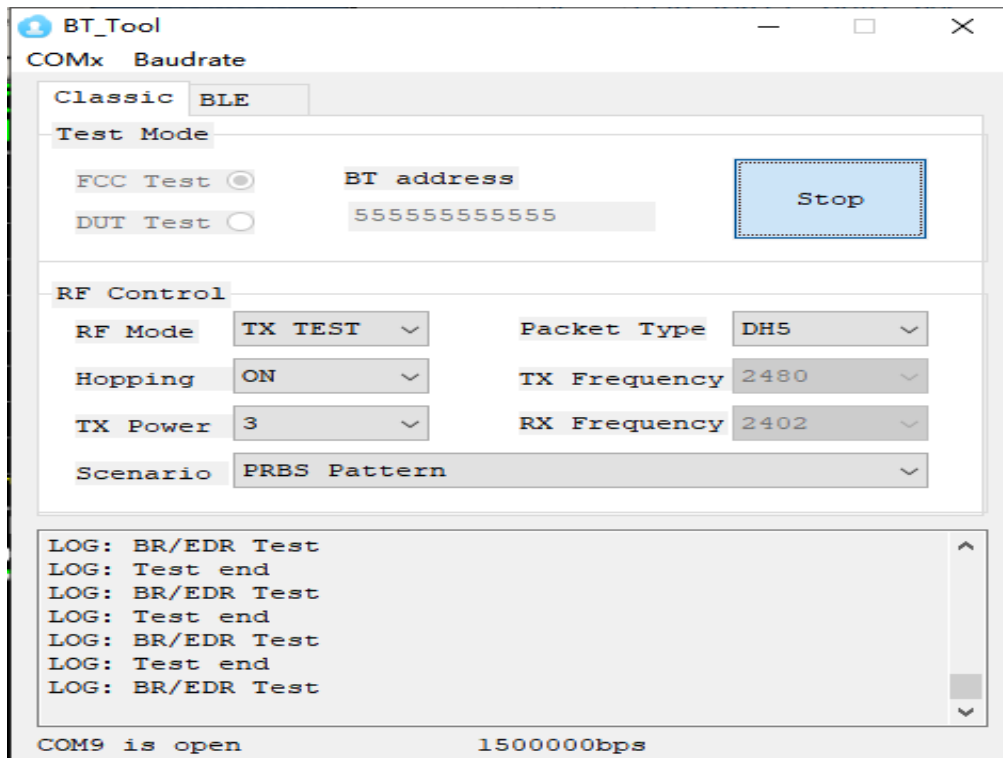 BT_Tool
COMx Baudrate
Classic BLE
Test Mode
FCC Test BT address
Stop
DUT Test 555555555555
RF Control
RF Mode TX TEST Packet Type DH5
Hopping ON TX Frequency 2480
TX Power 3 RX Frequency 2402
Scenario PRBS Pattern
LOG: BR/EDR Test
LOG: Test end
LOG: BR/EDR Test
LOG: Test end
LOG: BR/EDR Test
LOG: Test end
LOG: BR/EDR Test
COM9 is open 1500000bps